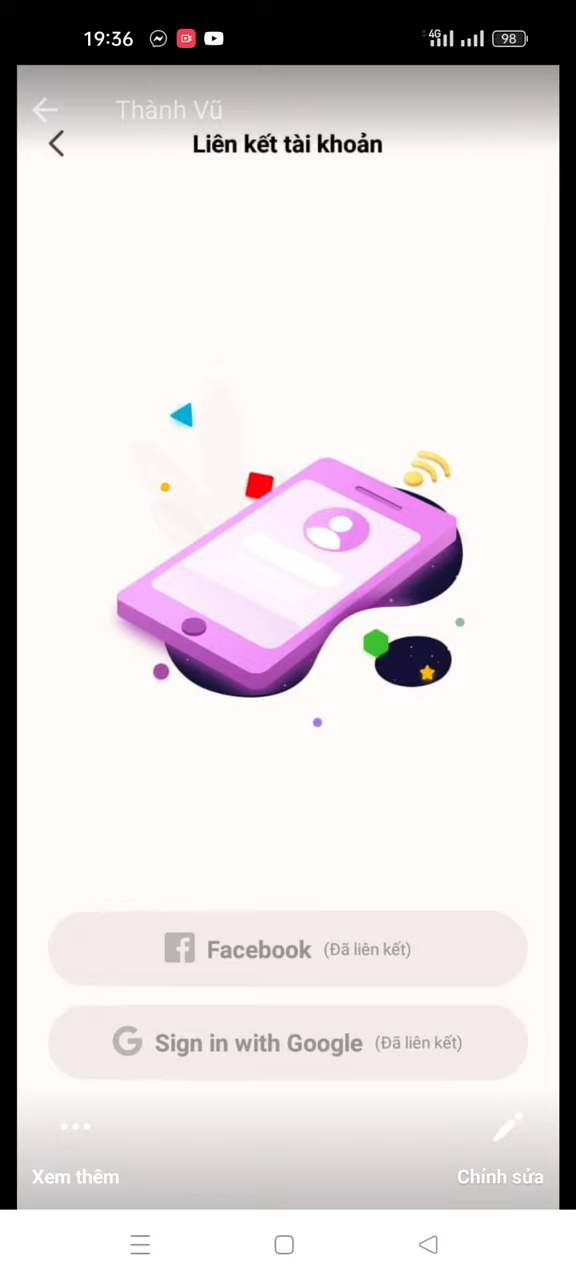 19:36
4G
98
Thành Vũ
Liên kết tài khoản
Facebook (Đã liên kết)
Sign in with Google (Đã liên kết)
Xem thêm
Chỉnh sửa